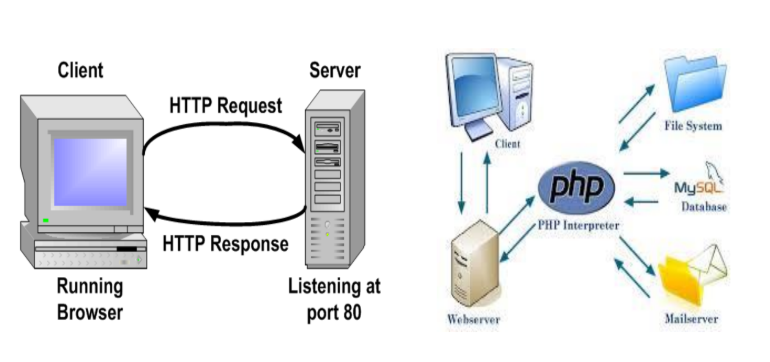 Client
Server
HTTP Request
HTTP Response
Running
Browser
Listening at
port 80
Client
File System
php
PHP Interpreter
MySQL
Database
Webserver
Mailserver